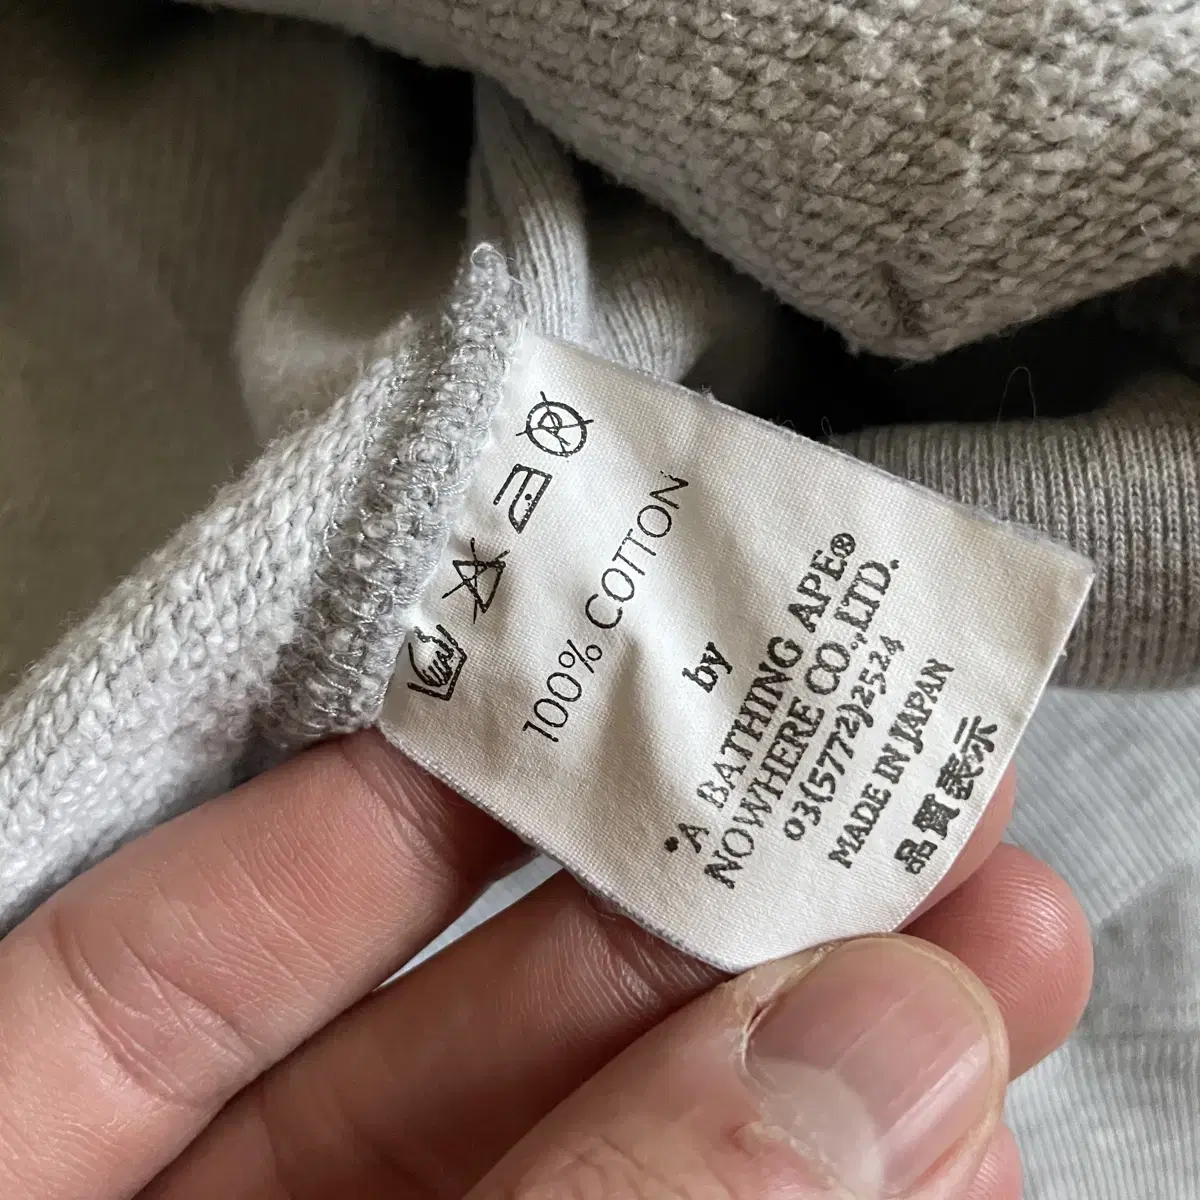 100% COTTON
by
*A BATHING APE®
NOWHERE CO.,LTD.
03(5772)2524
MADE IN JAPAN
品質表示